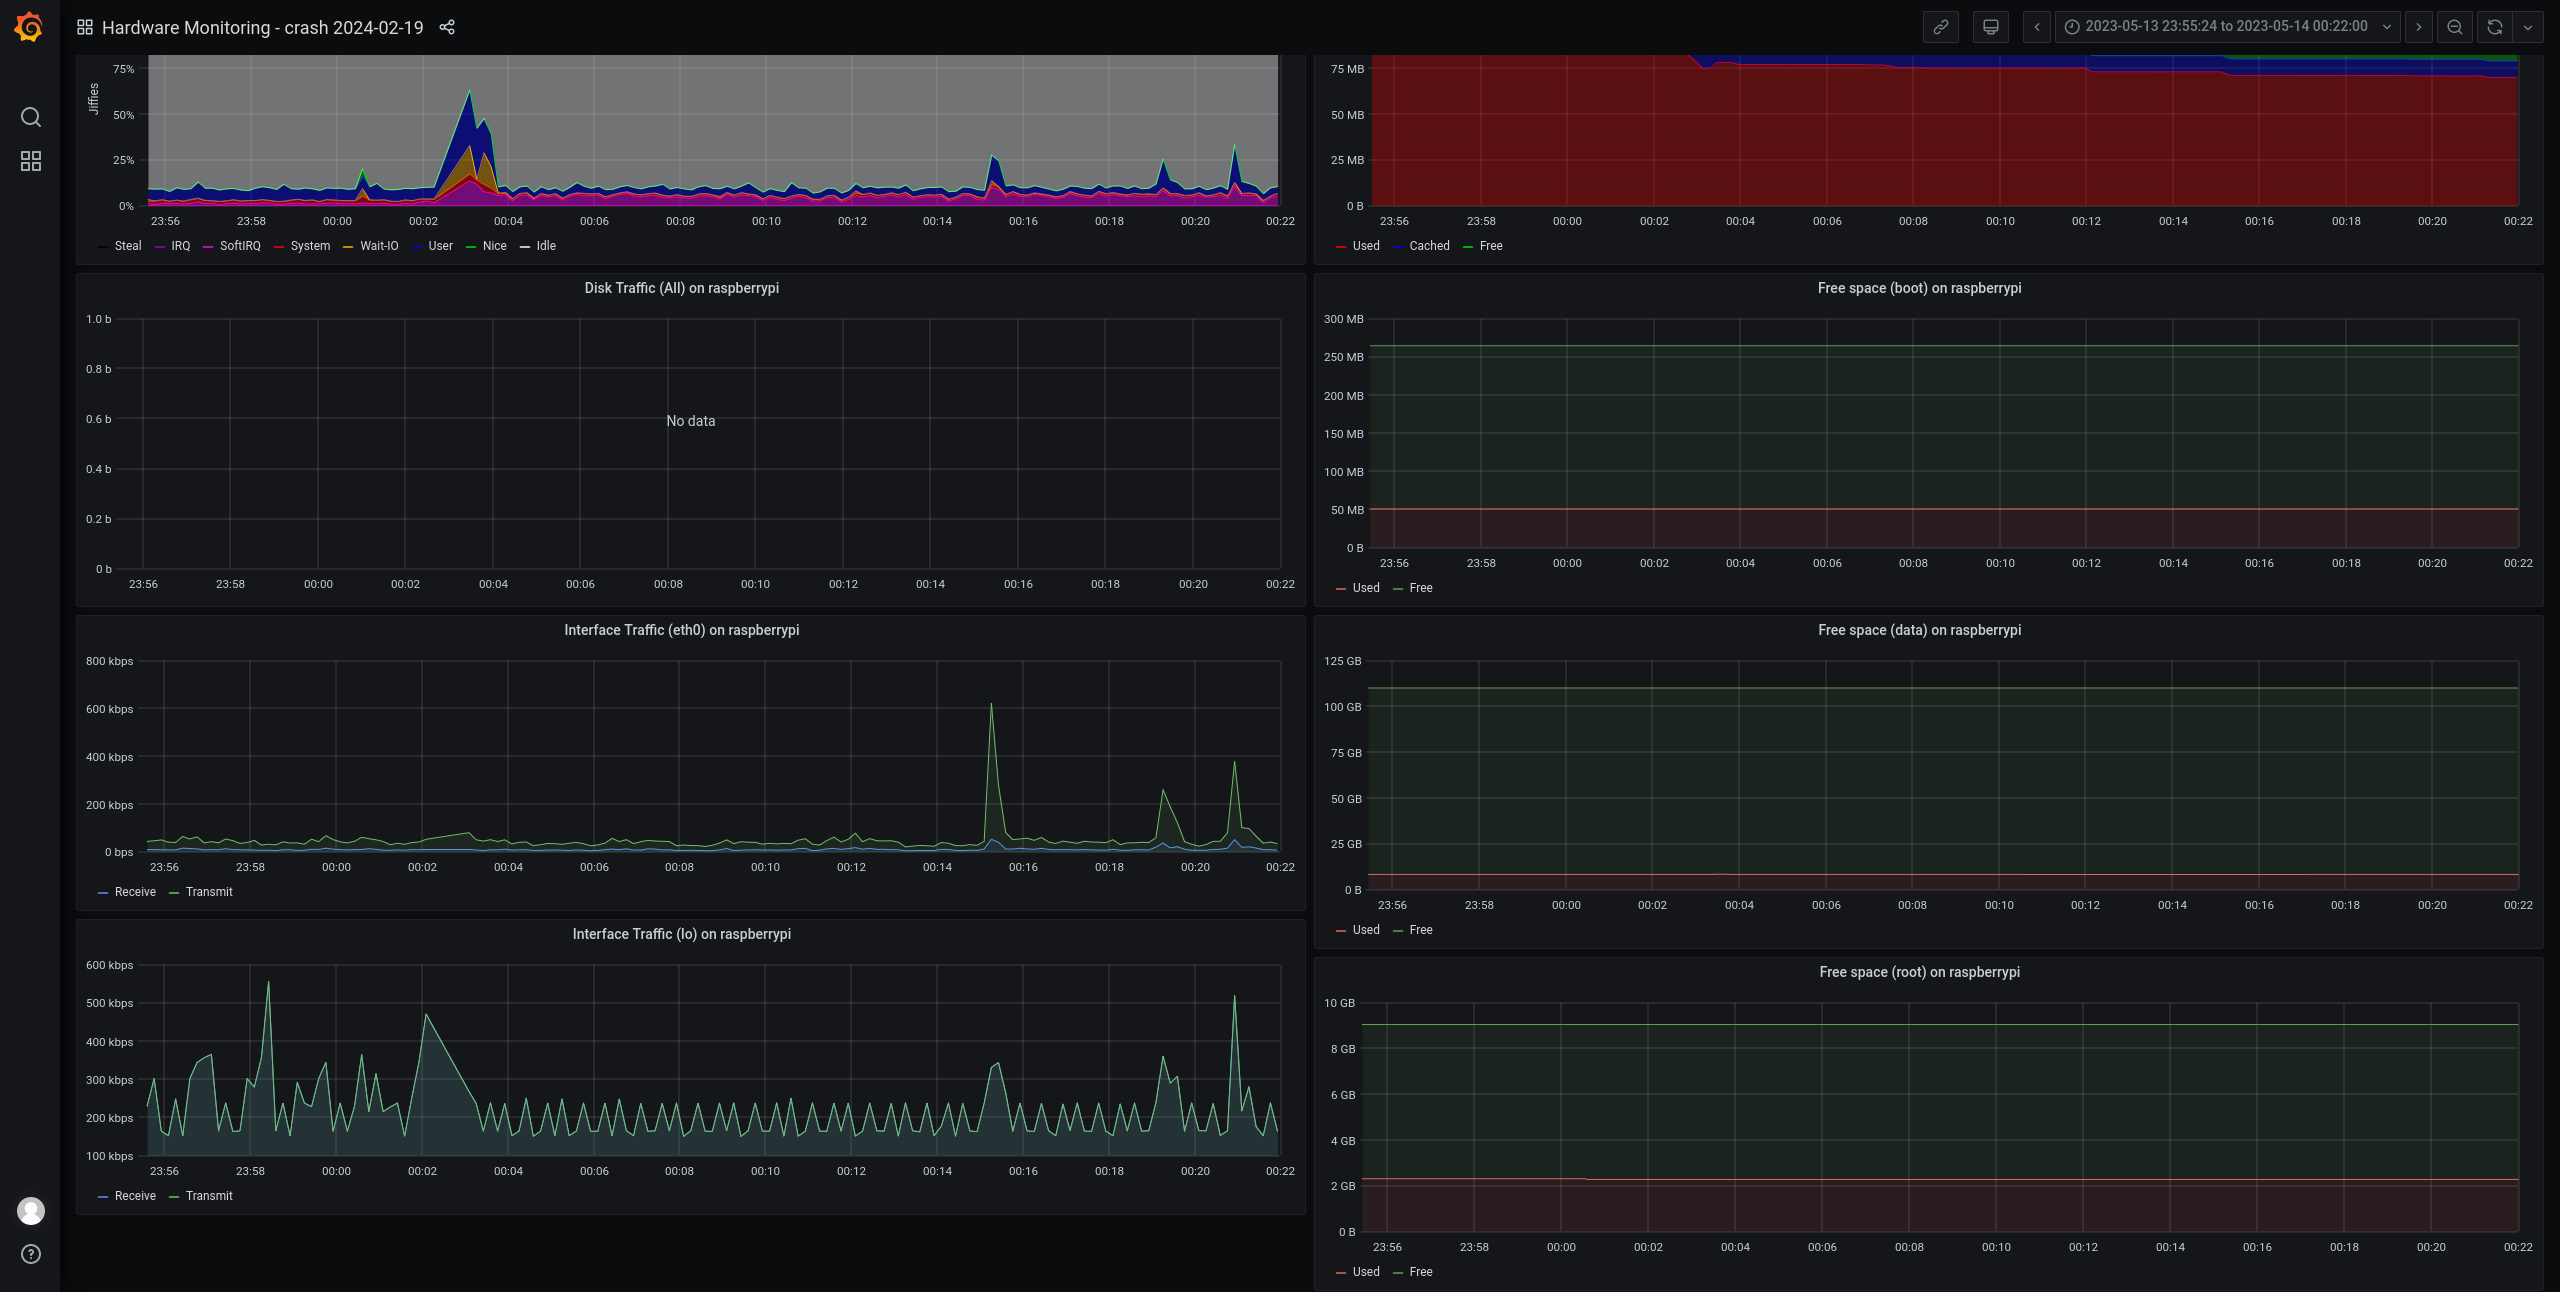 Hardware Monitoring - crash 2024-02-19
2023-05-13 23:55:24 to 2023-05-14 00:22:00
Jiffies
75%
50%
25%
0%
23:56 23:58 00:00 00:02 00:04 00:06 00:08 00:10 00:12 00:14 00:16 00:18 00:20 00:22
Steal IRQ SoftIRQ System Wait-IO User Nice Idle
75 MB
50 MB
25 MB
0 B
23:56 23:58 00:00 00:02 00:04 00:06 00:08 00:10 00:12 00:14 00:16 00:18 00:20 00:22
Used Cached Free
Disk Traffic (All) on raspberrypi
1.0 b
0.8 b
0.6 b
0.4 b
0.2 b
0 b
No data
23:56 23:58 00:00 00:02 00:04 00:06 00:08 00:10 00:12 00:14 00:16 00:18 00:20 00:22
Free space (boot) on raspberrypi
300 MB
250 MB
200 MB
150 MB
100 MB
50 MB
0 B
23:56 23:58 00:00 00:02 00:04 00:06 00:08 00:10 00:12 00:14 00:16 00:18 00:20 00:22
Used Free
Interface Traffic (eth0) on raspberrypi
800 kbps
600 kbps
400 kbps
200 kbps
0 bps
23:56 23:58 00:00 00:02 00:04 00:06 00:08 00:10 00:12 00:14 00:16 00:18 00:20 00:22
Receive Transmit
Free space (data) on raspberrypi
125 GB
100 GB
75 GB
50 GB
25 GB
0 B
23:56 23:58 00:00 00:02 00:04 00:06 00:08 00:10 00:12 00:14 00:16 00:18 00:20 00:22
Used Free
Interface Traffic (lo) on raspberrypi
600 kbps
500 kbps
400 kbps
300 kbps
200 kbps
100 kbps
23:56 23:58 00:00 00:02 00:04 00:06 00:08 00:10 00:12 00:14 00:16 00:18 00:20 00:22
Receive Transmit
Free space (root) on raspberrypi
10 GB
8 GB
6 GB
4 GB
2 GB
0 B
23:56 23:58 00:00 00:02 00:04 00:06 00:08 00:10 00:12 00:14 00:16 00:18 00:20 00:22
Used Free